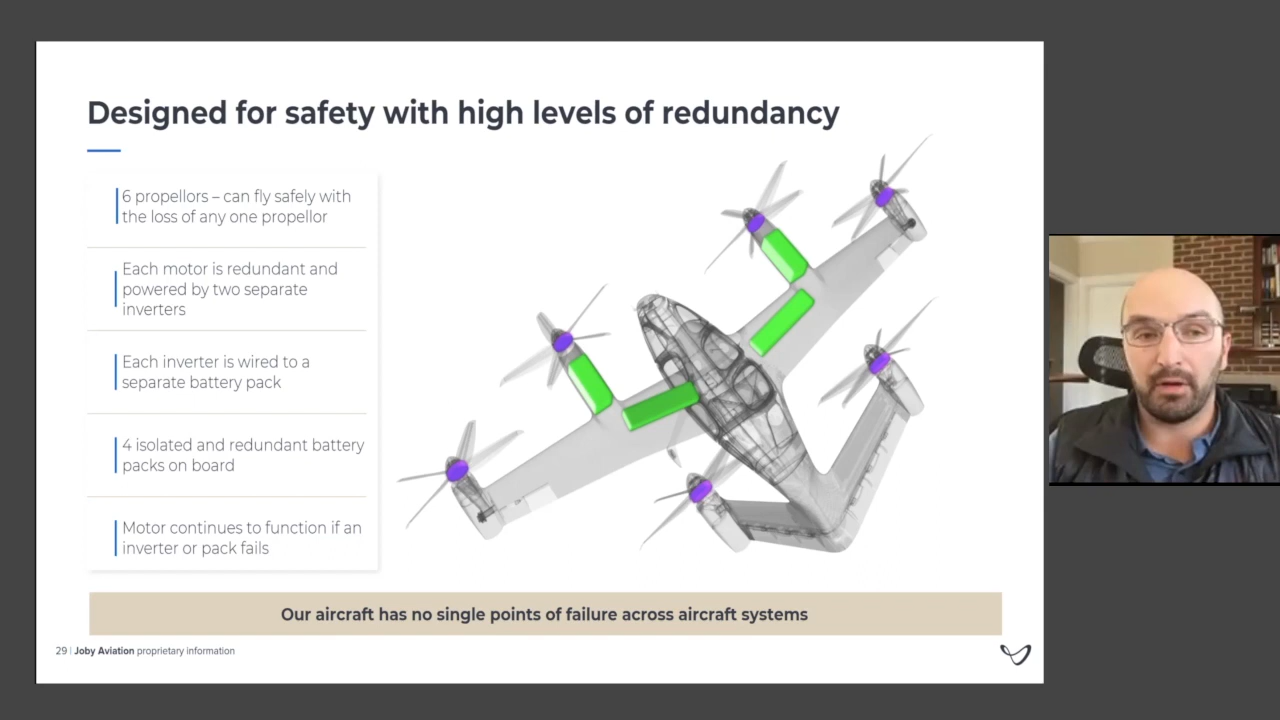 Designed for safety with high levels of redundancy
6 propellors – can fly safely with
the loss of any one propellor
Each motor is redundant and
powered by two separate
inverters
Each inverter is wired to a
separate battery pack
4 isolated and redundant battery
packs on board
Motor continues to function if an
inverter or pack fails
Our aircraft has no single points of failure across aircraft systems
29 | Joby Aviation proprietary information